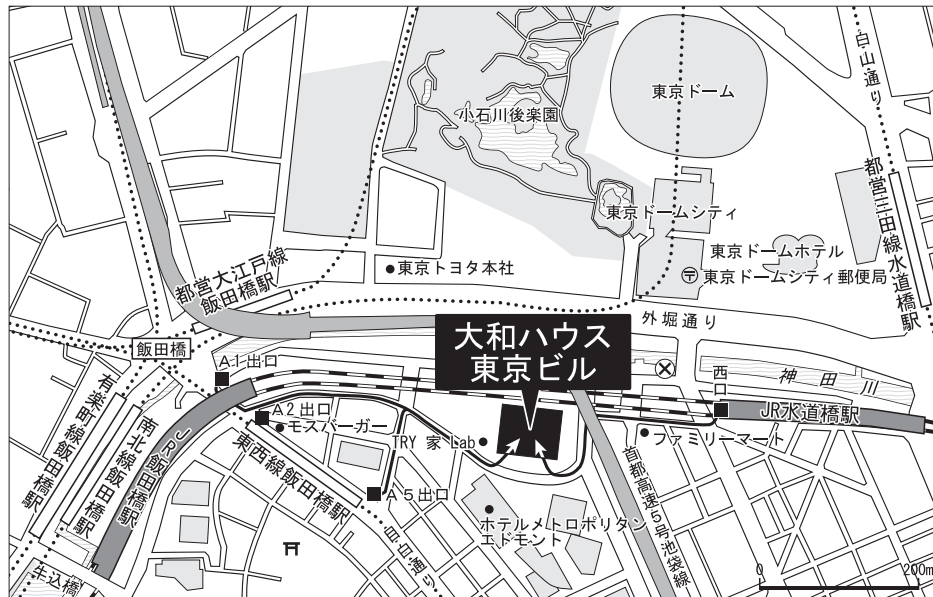 白山通り
東京ドーム
小石川後楽園
都営三田線水道橋駅
東京ドームシティ
東京ドームホテル
東京トヨタ本社
東京ドームシティ郵便局
都営大江戸線
飯田橋駅
外堀通り
大和ハウス
東京ビル
飯田橋
A1出口
西口
神田川
JR水道橋駅
有楽町線飯田橋駅
南北線飯田橋駅
JR飯田橋駅
A2出口
モスバーガー
TRY 家 Lab
ファミリーマート
東西線飯田橋駅
A5出口
首都高速5号池袋線
ホテルメトロポリタン
エドモント
目白通り
牛込橋
0
200m